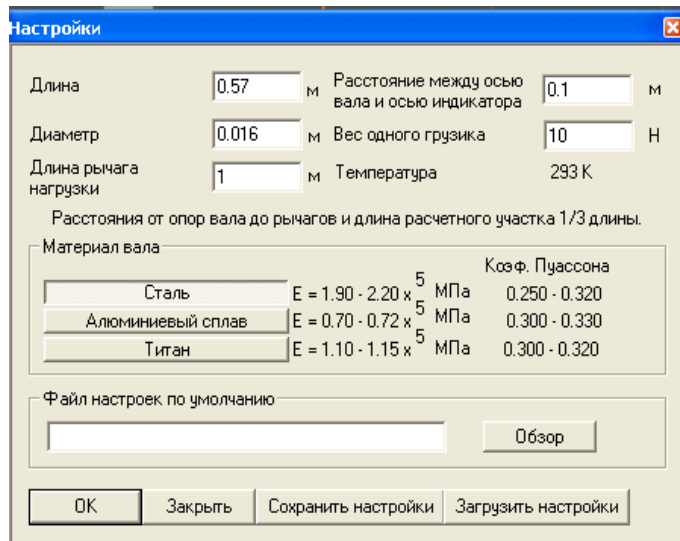 Настройки
Длина 0.57 м Расстояние между осью вала и осью индикатора 0.1 м
Диаметр 0.016 м Вес одного грузика 10 Н
Длина рычага нагрузки 1 м Температура 293 K
Расстояния от опор вала до рычагов и длина расчетного участка 1/3 длины.
Материал вала
Коэф. Пуассона
Сталь E = 1.90 - 2.20 x 5 МПа 0.250 - 0.320
Алюминиевый сплав E = 0.70 - 0.72 x 5 МПа 0.300 - 0.330
Титан E = 1.10 - 1.15 x 5 МПа 0.300 - 0.320
Файл настроек по умолчанию
Обзор
OK Закрыть Сохранить настройки Загрузить настройки